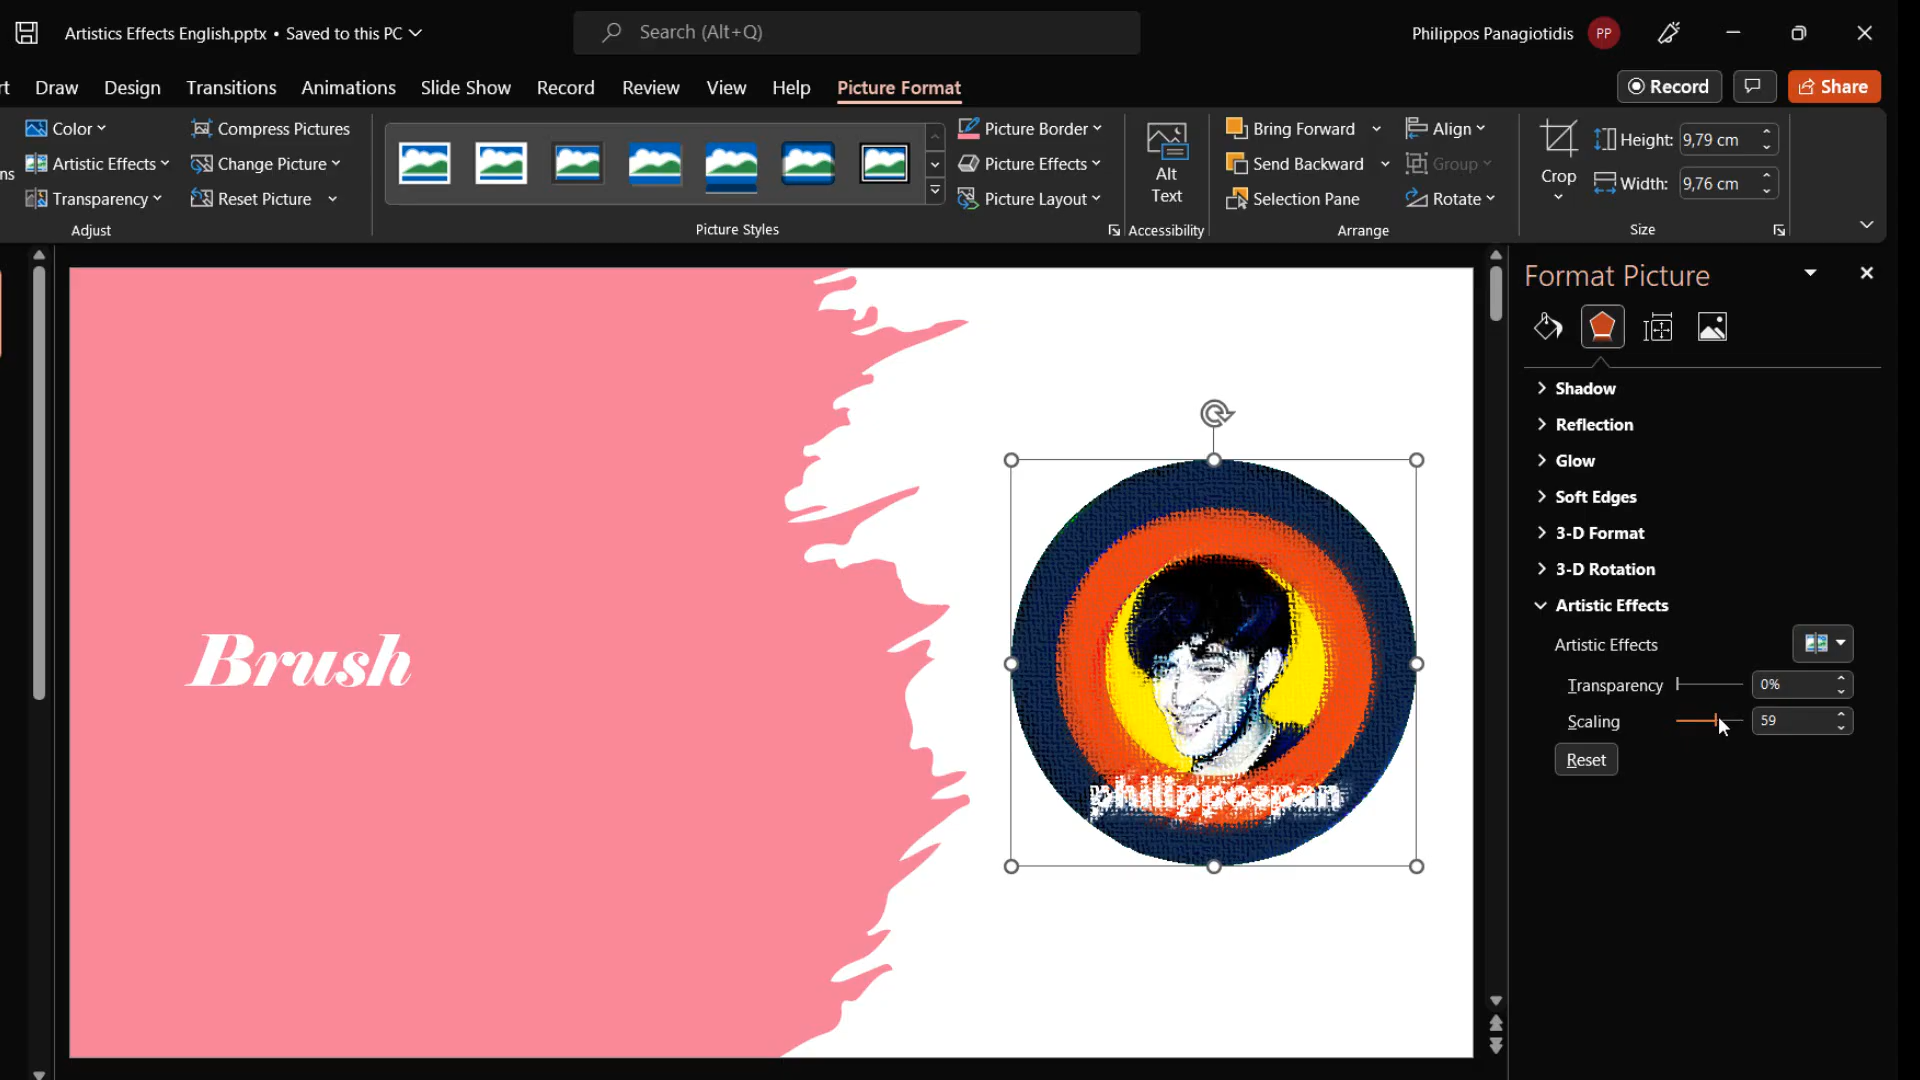 Artistics Effects English.pptx • Saved to this PC
Search (Alt+Q)
Philippos Panagiotidis
PP
Draw Design Transitions Animations Slide Show Record Review View Help Picture Format
Record
Share
Color
Artistic Effects
Transparency
Compress Pictures
Change Picture
Reset Picture
Adjust
Picture Styles
Picture Border
Picture Effects
Picture Layout
Alt
Text
Accessibility
Bring Forward
Send Backward
Selection Pane
Align
Group
Rotate
Arrange
Crop
Height: 9,79 cm
Width: 9,76 cm
Size
Format Picture
Shadow
Reflection
Glow
Soft Edges
3-D Format
3-D Rotation
Artistic Effects
Artistic Effects
Transparency 0%
Scaling 59
Reset
Brush
philippospan